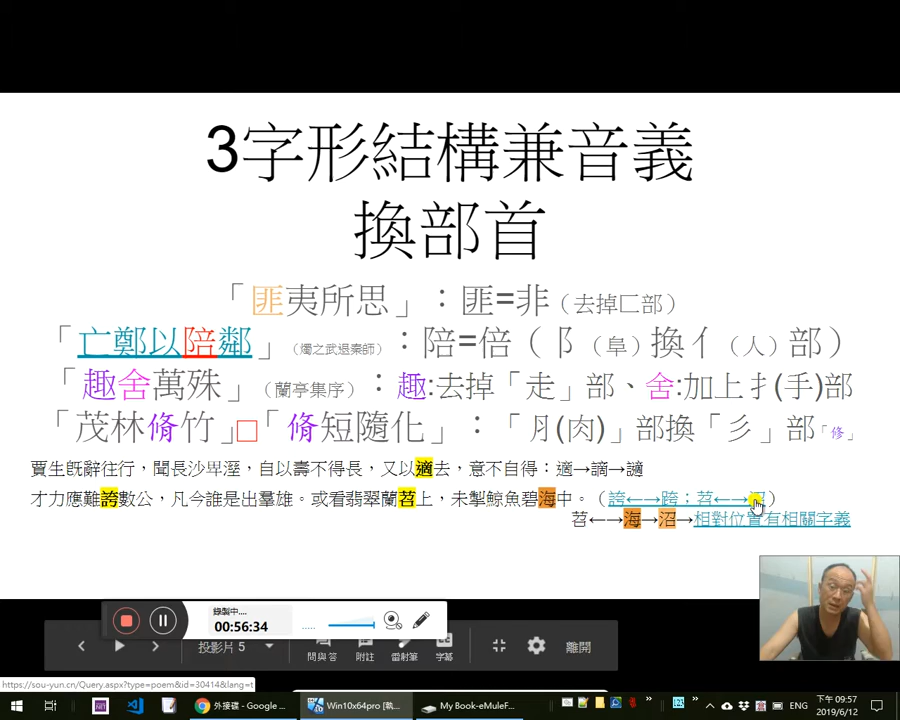 3字形結構兼音義
換部首
「匪夷所思」：匪=非（去掉匚部）
「亡鄭以陪鄰」（燭之武退秦師）：陪=倍（阝（阜）換亻（人）部）
「趣舍萬殊」（蘭亭集序）：趣:去掉「走」部、舍:加上扌(手)部
「茂林脩竹」□「脩短隨化」：「⺼(肉)」部換「彡」部「修」
賈生既辭往行，聞長沙卑溼，自以壽不得長，又以適去，意不自得：適→謫→讁
才力應難誇數公，凡今誰是出羣雄。或看翡翠蘭苕上，未掣鯨魚碧海中。（誇←→跨；苕←→）
苕←→海→沼→相對位置有相關字義
錄製中....
00:56:34
投影片 5
問與答
附註
雷射筆
字幕
離開
https://sou-yun.cn/Query.aspx?type=poem&id=30414&lang=t
外接碟 - Google ...
Win10x64pro [執...
My Book-eMuleF...
ENG
下午 09:57
2019/6/12